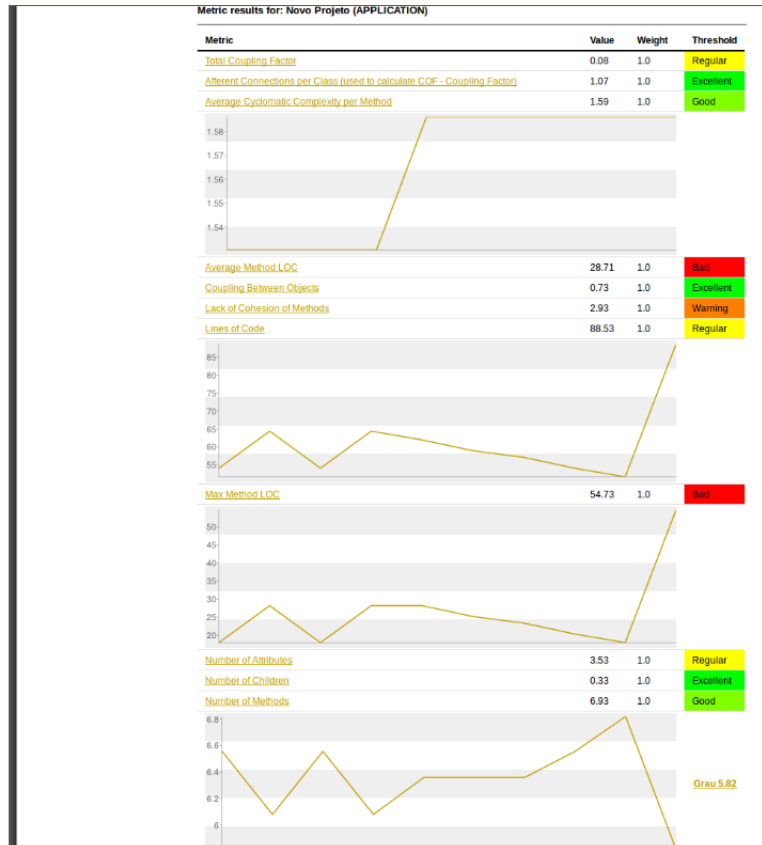 Metric results for: Novo Projeto (APPLICATION)
Metric Value Weight Threshold
Total Coupling Factor 0.08 1.0 Regular
Afferent Connections per Class (used to calculate COF - Coupling Factor) 1.07 1.0 Excellent
Average Cyclomatic Complexity per Method 1.59 1.0 Good
1.58
1.57
1.56
1.55
1.54
Average Method LOC 28.71 1.0 Bad
Coupling Between Objects 0.73 1.0 Excellent
Lack of Cohesion of Methods 2.93 1.0 Warning
Lines of Code 88.53 1.0 Regular
85
80
75
70
65
60
55
Max Method LOC 54.73 1.0 Bad
50
45
40
35
30
25
20
Number of Attributes 3.53 1.0 Regular
Number of Children 0.33 1.0 Excellent
Number of Methods 6.93 1.0 Good
6.8
6.6
6.4
Grau 5.82
6.2
6